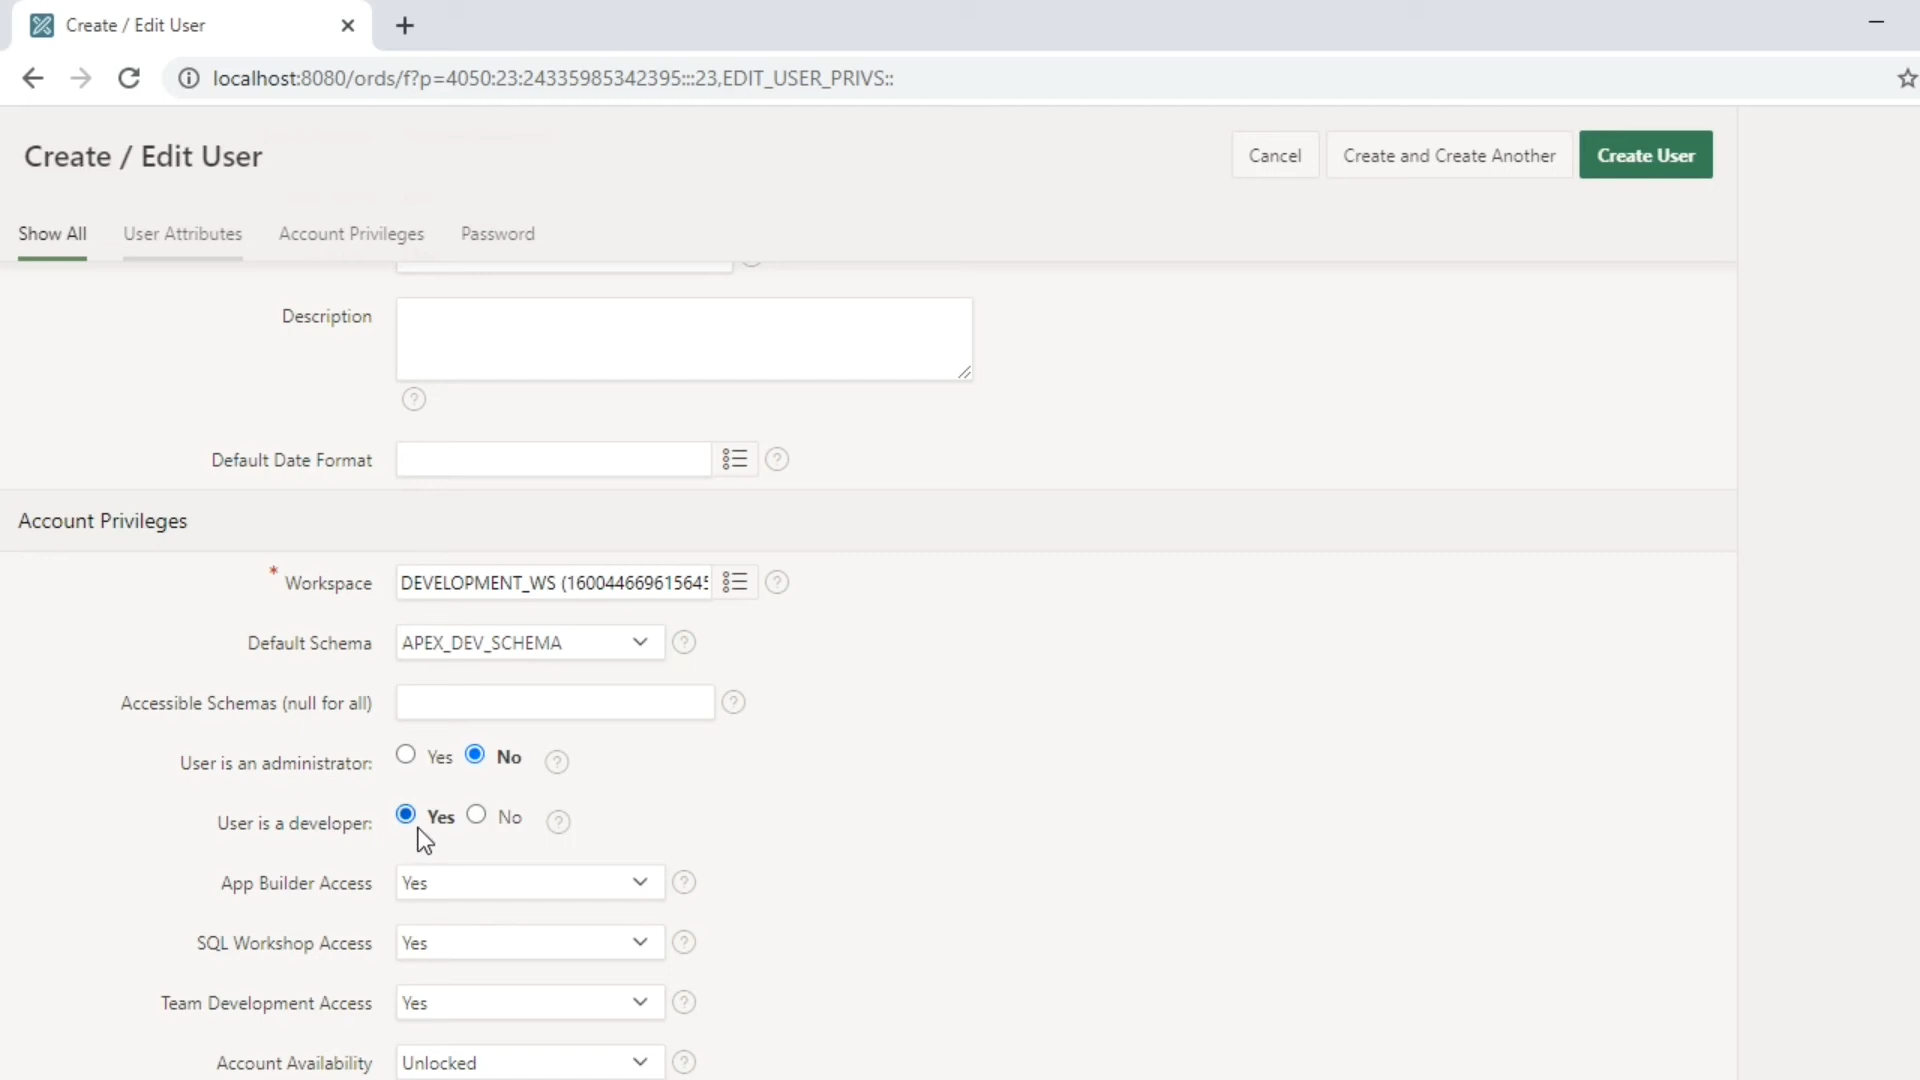 Create / Edit User
localhost:8080/ords/f?p=4050:23:24335985342395:::23,EDIT_USER_PRIVS::
Create / Edit User
Cancel
Create and Create Another
Create User
Show All
User Attributes
Account Privileges
Password
Description
?
Default Date Format
?
Account Privileges
* Workspace
DEVELOPMENT_WS (160044669615645
?
Default Schema
APEX_DEV_SCHEMA
?
Accessible Schemas (null for all)
?
User is an administrator:
Yes
No
?
User is a developer:
Yes
No
?
App Builder Access
Yes
?
SQL Workshop Access
Yes
?
Team Development Access
Yes
?
Account Availability
Unlocked
?